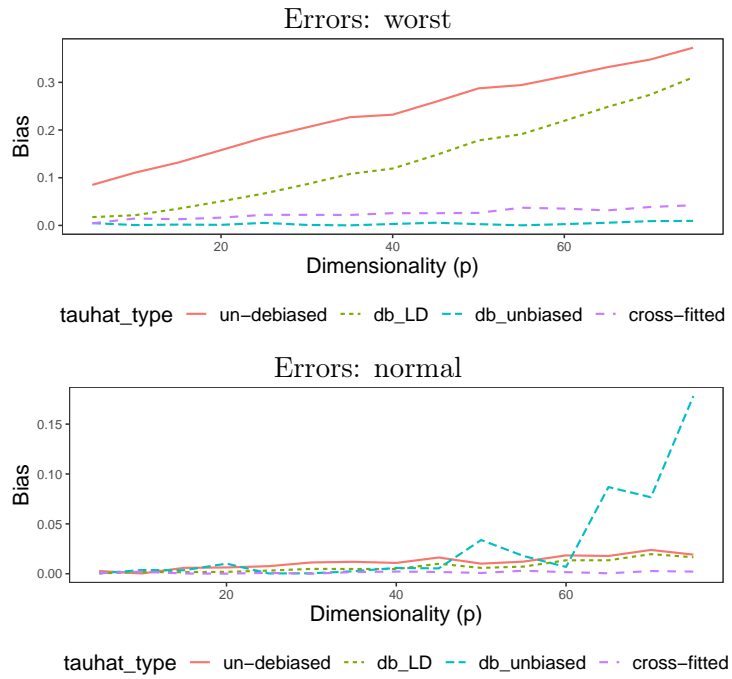 Errors: worst
Bias
0.3
0.2
0.1
0.0
20
40
60
Dimensionality (p)
tauhat_type un−debiased db_LD db_unbiased cross−fitted
Errors: normal
Bias
0.15
0.10
0.05
0.00
20
40
60
Dimensionality (p)
tauhat_type un−debiased db_LD db_unbiased cross−fitted